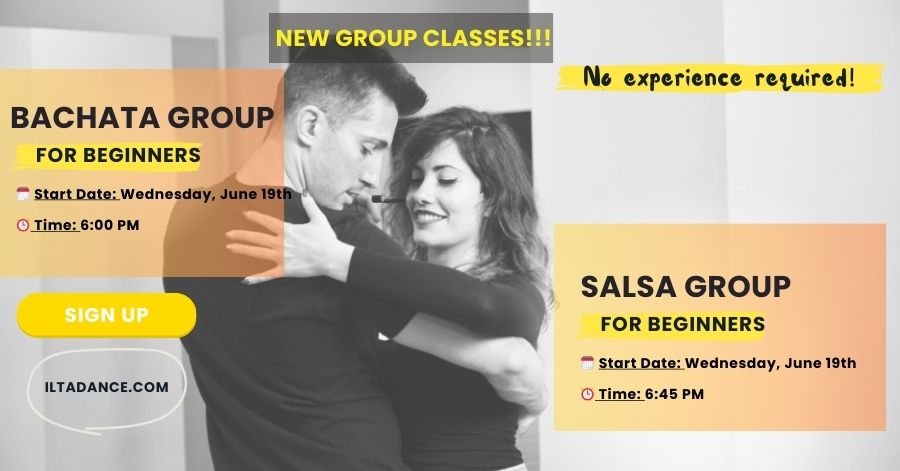 NEW GROUP CLASSES!!!
No experience required!
BACHATA GROUP
FOR BEGINNERS
Start Date: Wednesday, June 19th
Time: 6:00 PM
SIGN UP
ILTADANCE.COM
SALSA GROUP
FOR BEGINNERS
Start Date: Wednesday, June 19th
Time: 6:45 PM